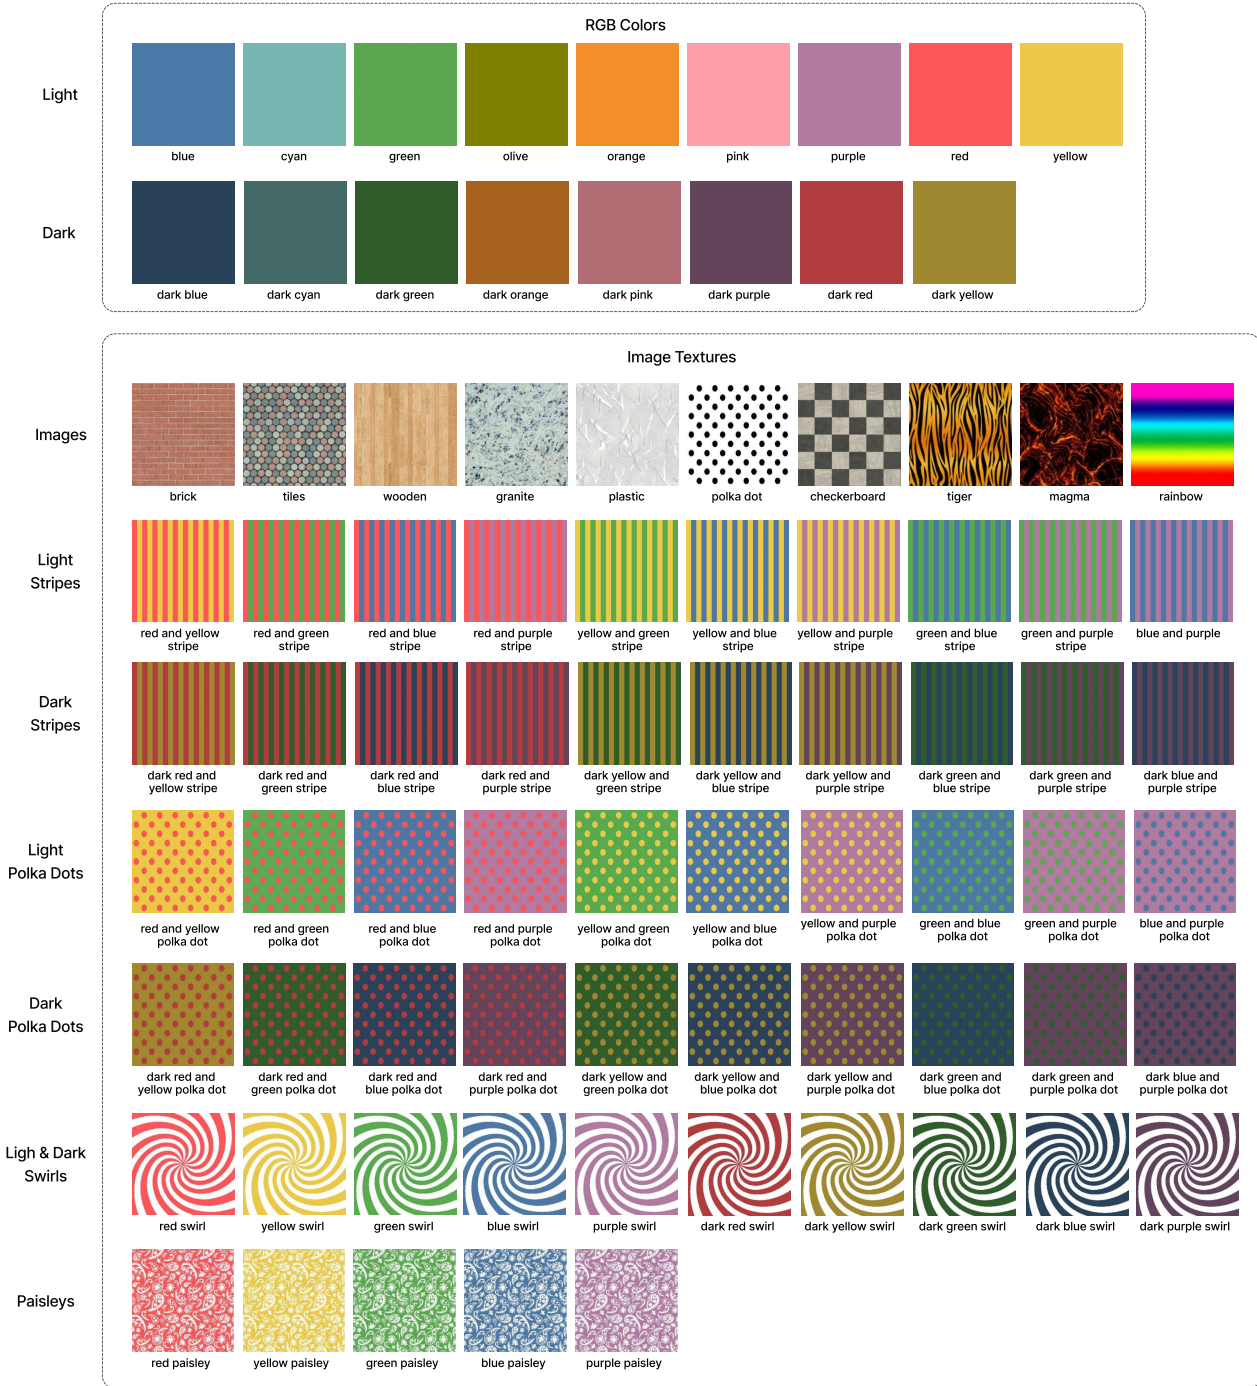 RGB Colors
Light
blue
cyan
green
olive
orange
pink
purple
red
yellow
Dark
dark blue
dark cyan
dark green
dark orange
dark pink
dark purple
dark red
dark yellow
Image Textures
Images
brick
tiles
wooden
granite
plastic
polka dot
checkerboard
tiger
magma
rainbow
Light
Stripes
red and yellow
stripe
red and green
stripe
red and blue
stripe
red and purple
stripe
yellow and green
stripe
yellow and blue
stripe
yellow and purple
stripe
green and blue
stripe
green and purple
stripe
blue and purple
Dark
Stripes
dark red and
yellow stripe
dark red and
green stripe
dark red and
blue stripe
dark red and
purple stripe
dark yellow and
green stripe
dark yellow and
blue stripe
dark yellow and
purple stripe
dark green and
blue stripe
dark green and
purple stripe
dark blue and
purple stripe
Light
Polka Dots
red and yellow
polka dot
red and green
polka dot
red and blue
polka dot
red and purple
polka dot
yellow and green
polka dot
yellow and blue
polka dot
yellow and purple
polka dot
green and blue
polka dot
green and purple
polka dot
blue and purple
polka dot
Dark
Polka Dots
dark red and
yellow polka dot
dark red and
green polka dot
dark red and
blue polka dot
dark red and
purple polka dot
dark yellow and
green polka dot
dark yellow and
blue polka dot
dark yellow and
purple polka dot
dark green and
blue polka dot
dark green and
purple polka dot
dark blue and
purple polka dot
Ligh & Dark
Swirls
red swirl
yellow swirl
green swirl
blue swirl
purple swirl
dark red swirl
dark yellow swirl
dark green swirl
dark blue swirl
dark purple swirl
Paisleys
red paisley
yellow paisley
green paisley
blue paisley
purple paisley